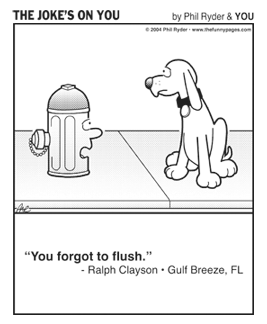 THE JOKE'S ON YOU by Phil Ryder & YOU
© 2004 Phil Ryder • www.thefunnypages.com
"You forgot to flush."
- Ralph Clayson • Gulf Breeze, FL